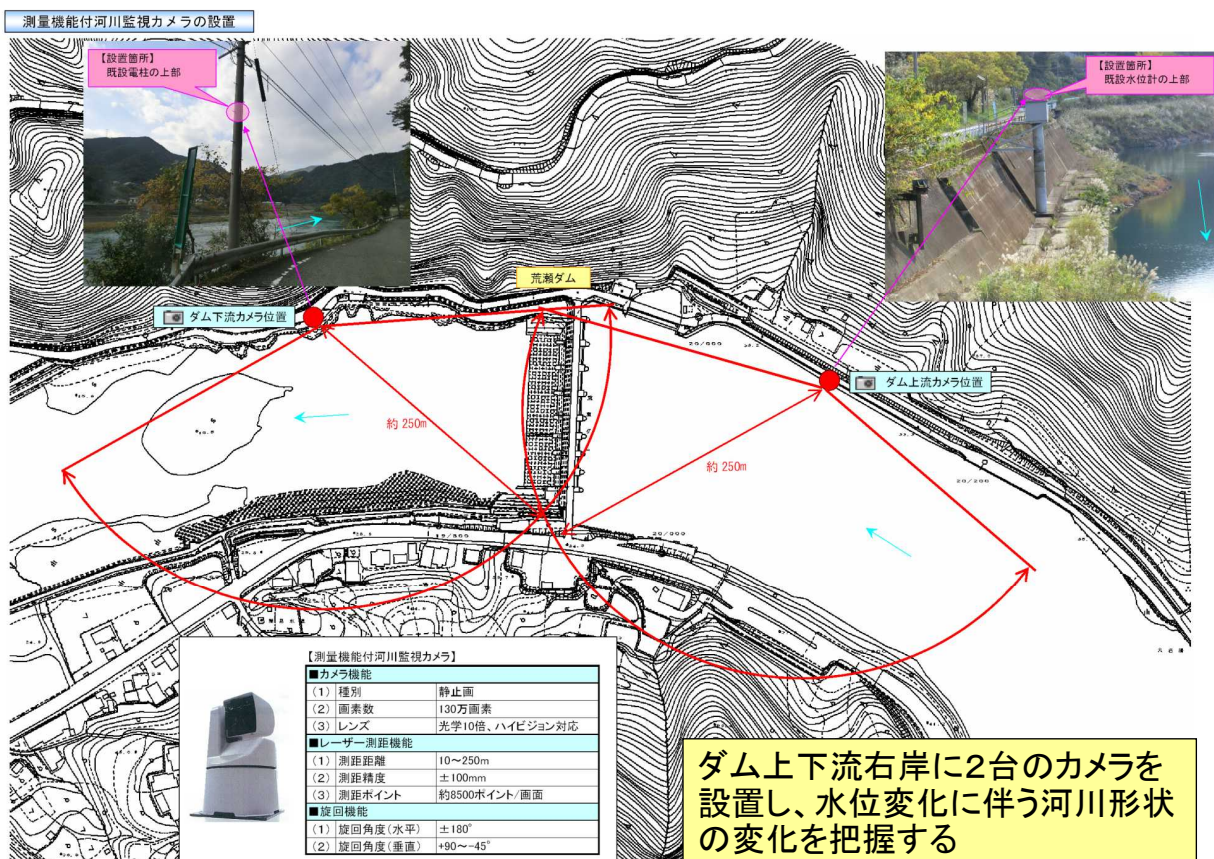 測量機能付河川監視カメラの設置
【設置箇所】
既設電柱の上部
【設置箇所】
既設水位計の上部
荒瀬ダム
ダム下流カメラ位置
ダム上流カメラ位置
約 250m
約 250m
20/000
20/200
19/800
20/000
【測量機能付河川監視カメラ】
■カメラ機能
(1) 種別 静止画
(2) 画素数 130万画素
(3) レンズ 光学10倍、ハイビジョン対応
■レーザー測距機能
(1) 測距距離 10～250m
(2) 測距精度 ±100mm
(3) 測距ポイント 約8500ポイント/画面
■旋回機能
(1) 旋回角度(水平) ±180°
(2) 旋回角度(垂直) +90～-45°
ダム上下流右岸に2台のカメラを
設置し、水位変化に伴う河川形状
の変化を把握する